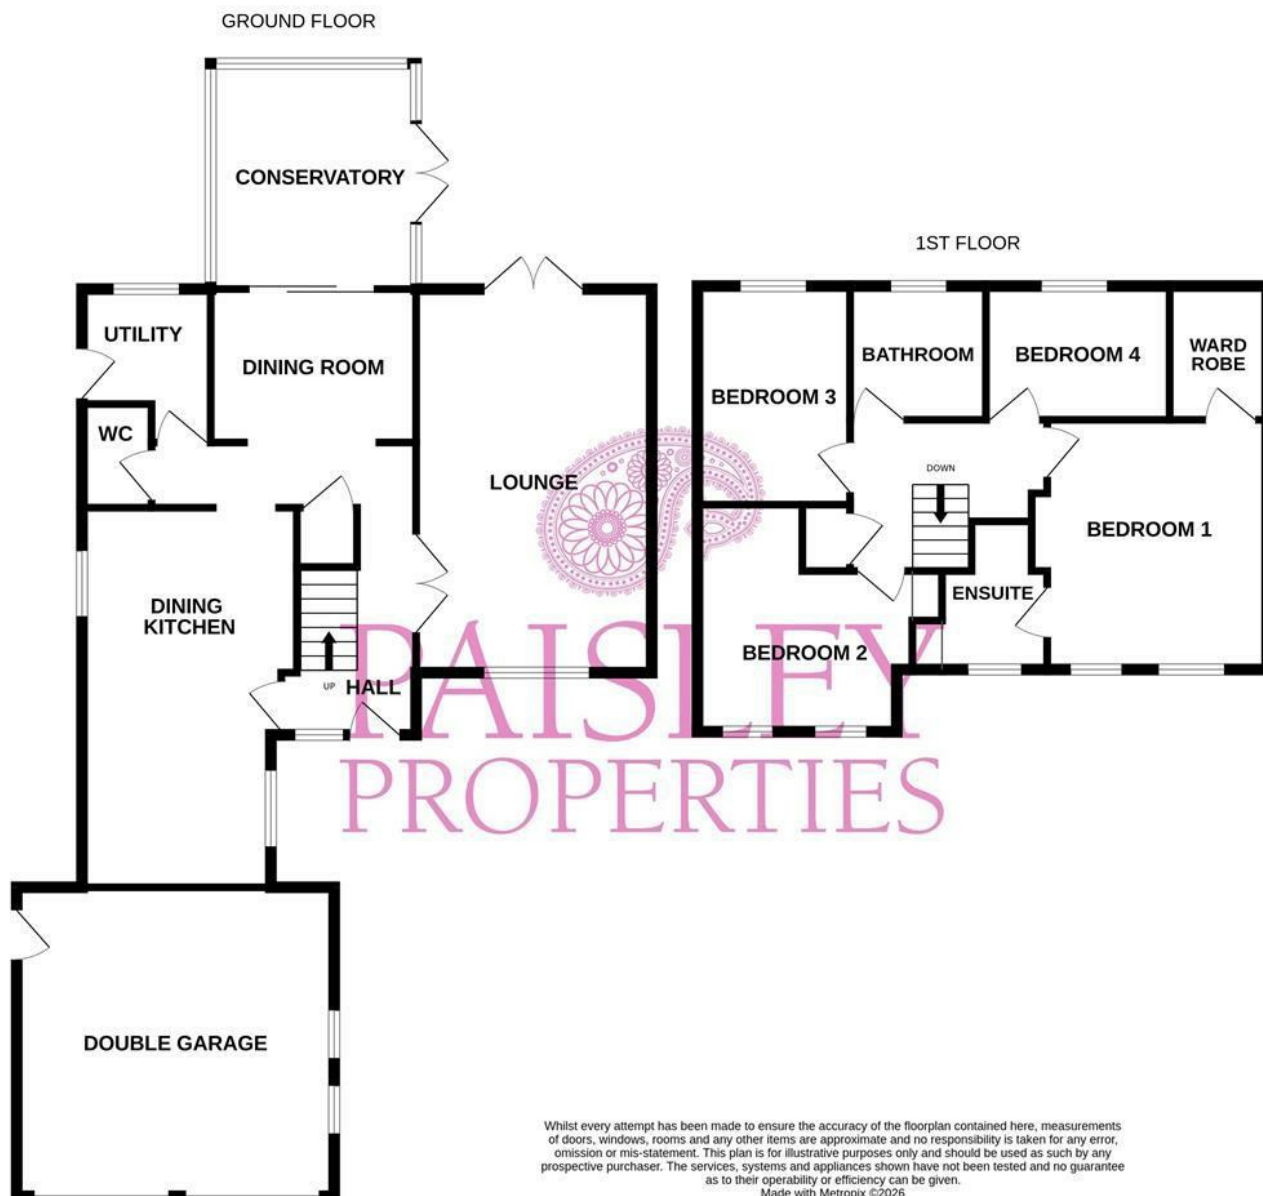 GROUND FLOOR
CONSERVATORY
UTILITY
DINING ROOM
WC
LOUNGE
DINING
KITCHEN
UP
HALL
DOUBLE GARAGE
1ST FLOOR
BEDROOM 3
BATHROOM
BEDROOM 4
WARD
ROBE
DOWN
BEDROOM 1
ENSUITE
BEDROOM 2
PAISLEY
PROPERTIES
Whilst every attempt has been made to ensure the accuracy of the floorplan contained here, measurements
of doors, windows, rooms and any other items are approximate and no responsibility is taken for any error,
omission or mis-statement. This plan is for illustrative purposes only and should be used as such by any
prospective purchaser. The services, systems and appliances shown have not been tested and no guarantee
as to their operability or efficiency can be given.
Made with Metropix ©2026